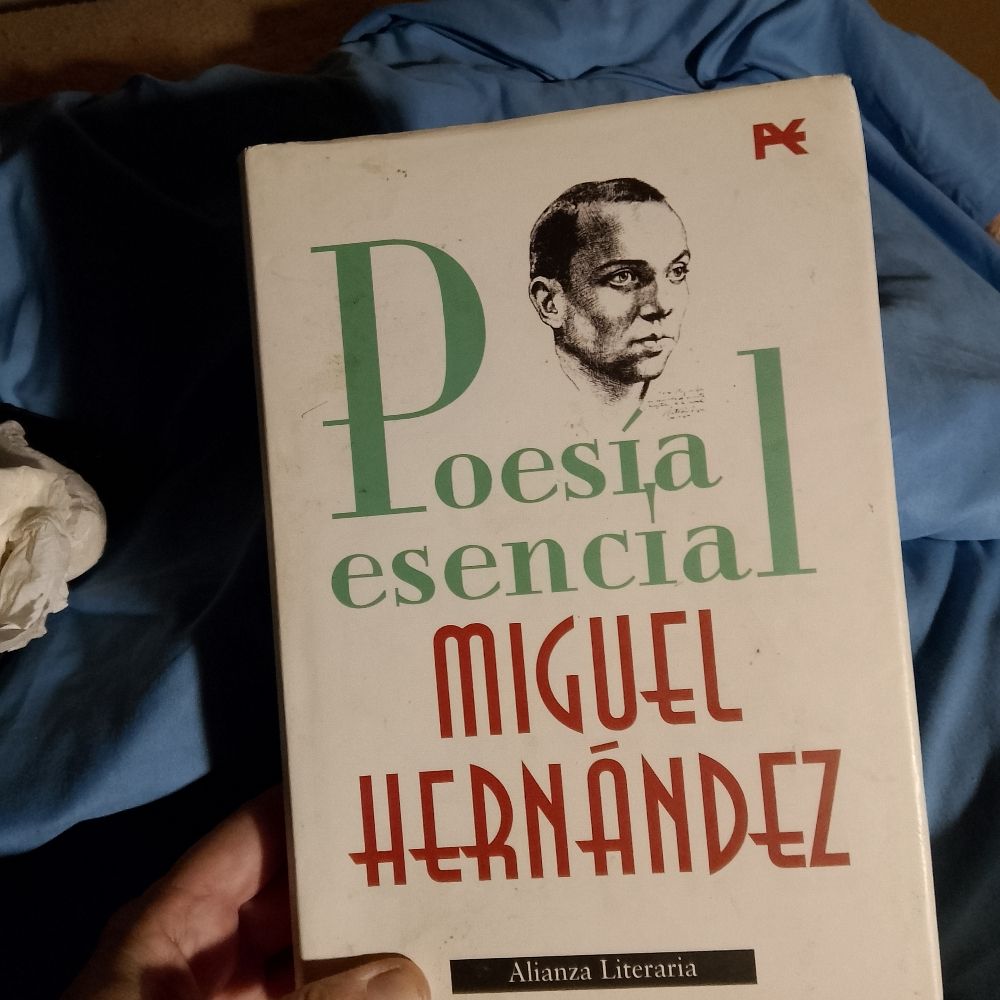 Poesía
esencial
MIGUEL
HERNÁNDEZ
Alianza Literaria